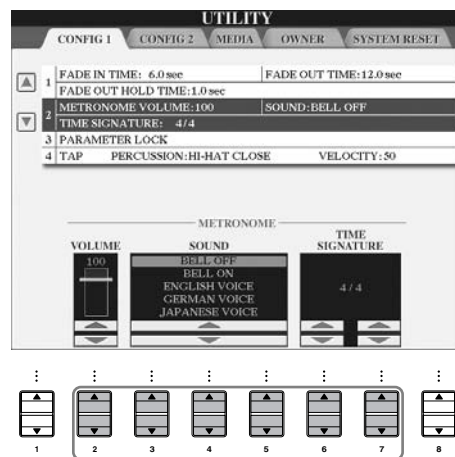 UTILITY
CONFIG 1 CONFIG 2 MEDIA OWNER SYSTEM RESET
1 FADE IN TIME: 6.0 sec FADE OUT TIME:12.0 sec
FADE OUT HOLD TIME:1.0 sec
2 METRONOME VOLUME:100 SOUND:BELL OFF
TIME SIGNATURE: 4/4
3 PARAMETER LOCK
4 TAP PERCUSSION:HI-HAT CLOSE VELOCITY:50
METRONOME
VOLUME SOUND TIME SIGNATURE
100 BELL OFF
BELL ON
ENGLISH VOICE 4/4
GERMAN VOICE
JAPANESE VOICE
1 2 3 4 5 6 7 8